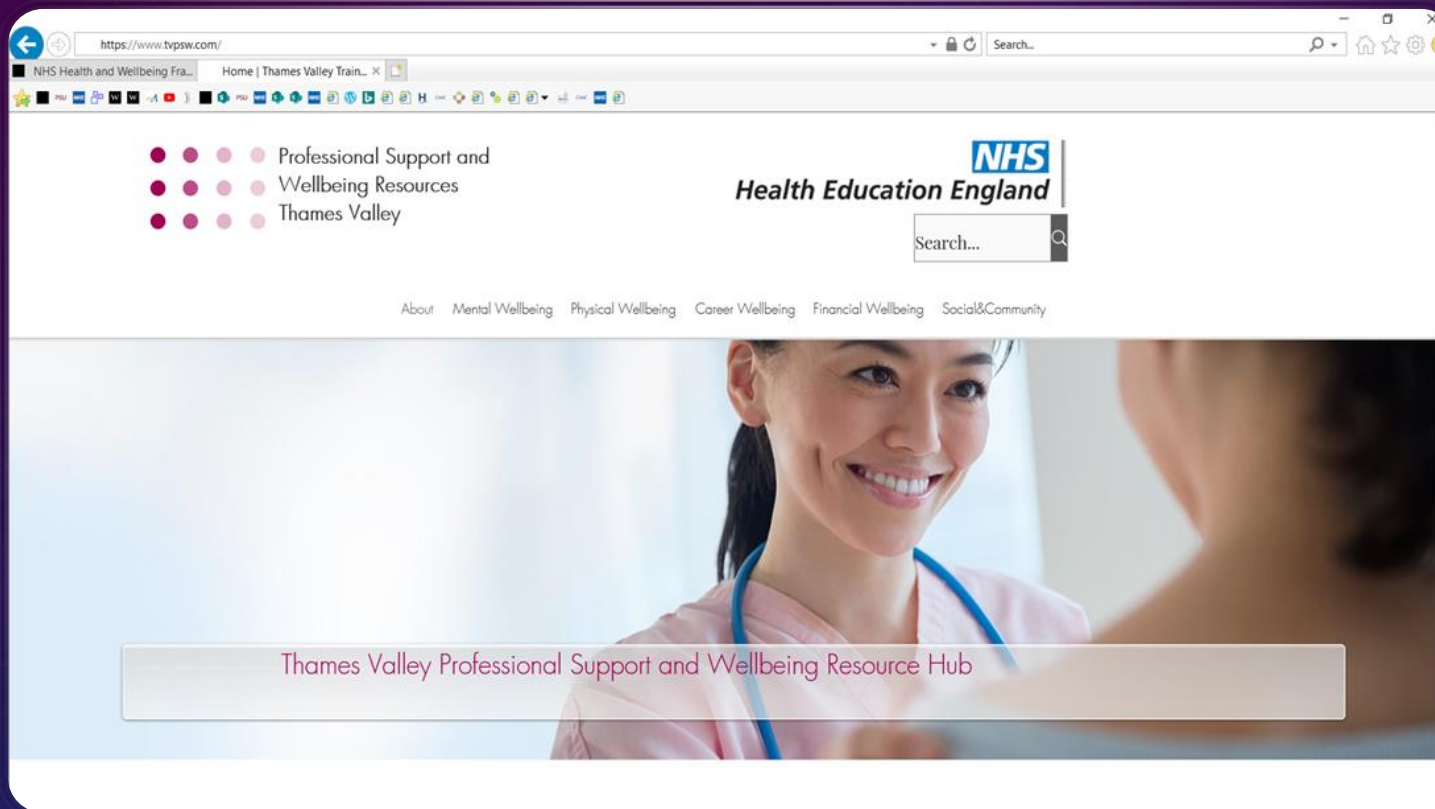 https://www.tvpsw.com/
Search...
NHS Health and Wellbeing Fra...
Home | Thames Valley Train...
Professional Support and
Wellbeing Resources
Thames Valley
NHS
Health Education England
Search...
About Mental Wellbeing Physical Wellbeing Career Wellbeing Financial Wellbeing Social&Community
Thames Valley Professional Support and Wellbeing Resource Hub